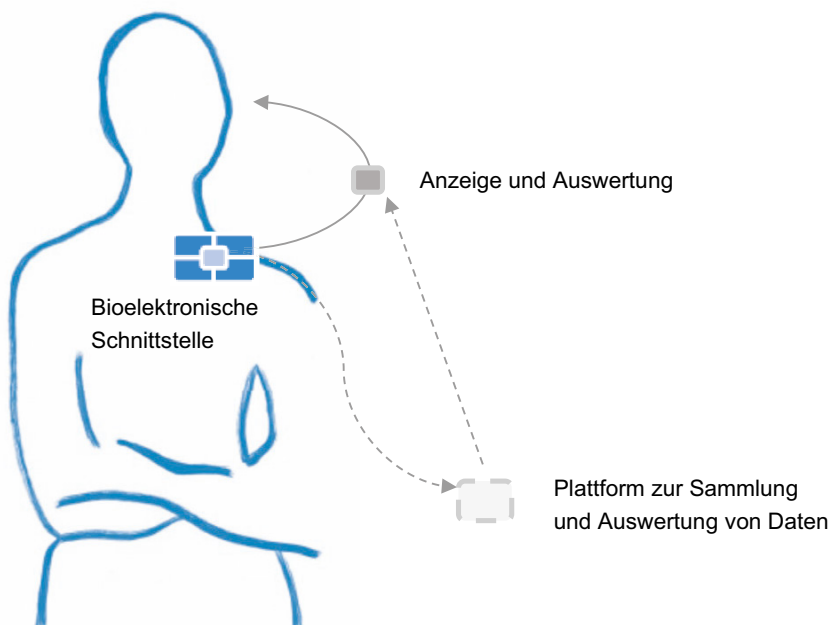 Anzeige und Auswertung
Bioelektronische
Schnittstelle
Plattform zur Sammlung
und Auswertung von Daten